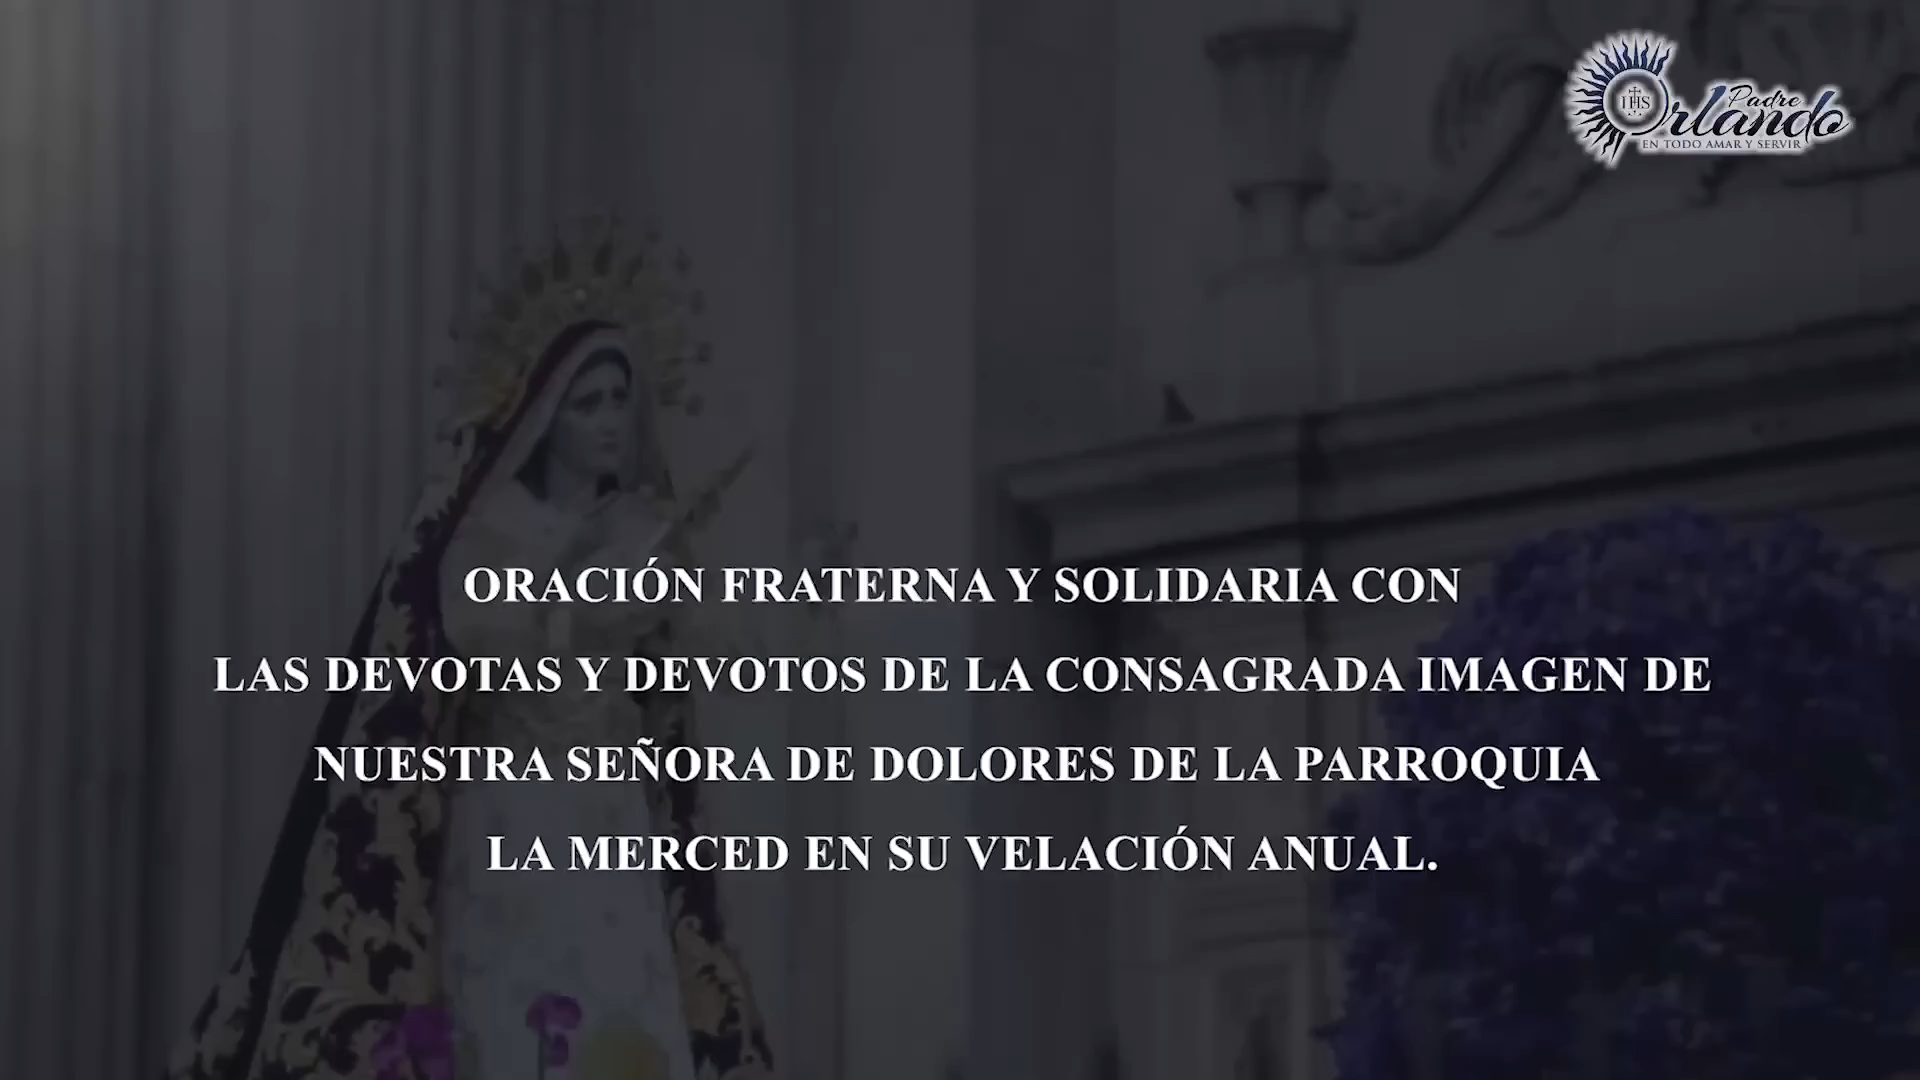 IHS
Padre
Orlando
EN TODO AMAR Y SERVIR
ORACIÓN FRATERNA Y SOLIDARIA CON
LAS DEVOTAS Y DEVOTOS DE LA CONSAGRADA IMAGEN DE
NUESTRA SEÑORA DE DOLORES DE LA PARROQUIA
LA MERCED EN SU VELACIÓN ANUAL.